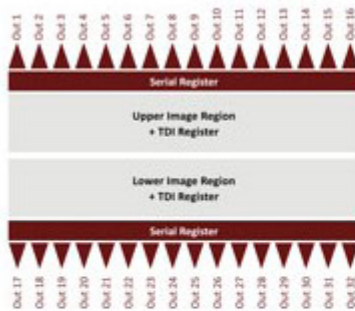 Out 1
Out 2
Out 3
Out 4
Out 5
Out 6
Out 7
Out 8
Out 9
Out 10
Out 11
Out 12
Out 13
Out 14
Out 15
Out 16
Serial Register
Upper Image Region
+ TDI Register
Lower Image Region
+ TDI Register
Serial Register
Out 17
Out 18
Out 19
Out 20
Out 21
Out 22
Out 23
Out 24
Out 25
Out 26
Out 27
Out 28
Out 29
Out 30
Out 31
Out 32